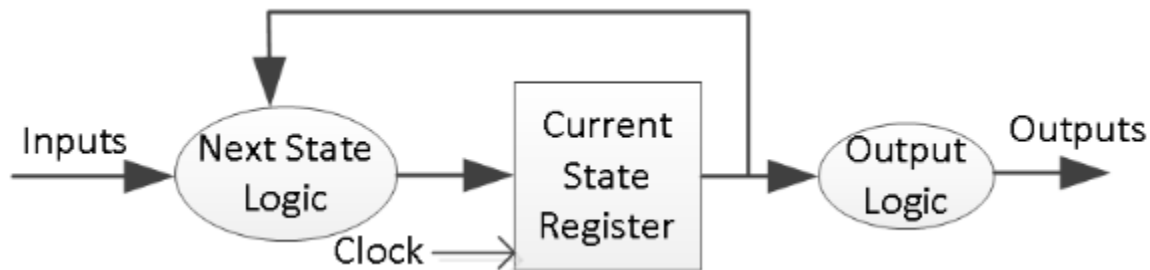 Inputs
Next State
Logic
Clock
Current
State
Register
Output
Logic
Outputs